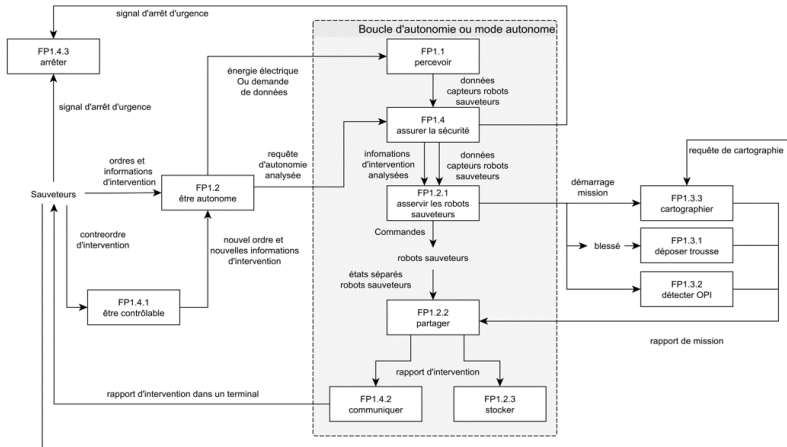 signal d'arrêt d'urgence
Boucle d'autonomie ou mode autonome
FP1.4.3
arrêter
FP1.1
percevoir
énergie électrique
Ou demande
de données
données
capteurs robots
sauveteurs
signal d'arrêt d'urgence
FP1.4
assurer la sécurité
requête
d'autonomie
analysée
infomations
d'intervention
analysées
données
capteurs robots
sauveteurs
requête de cartographie
ordres et
informations
d'intervention
FP1.2
être autonome
Sauveteurs
FP1.2.1
asservir les robots
sauveteurs
démarrage
mission
FP1.3.3
cartographier
Commandes
contreordre
d'intervention
nouvel ordre et
nouvelles informations
d'intervention
blessé
FP1.3.1
déposer trousse
robots sauveteurs
états séparés
robots sauveteurs
FP1.3.2
détecter OPI
FP1.4.1
être contrôlable
FP1.2.2
partager
rapport de mission
rapport d'intervention
rapport d'intervention dans un terminal
FP1.4.2
communiquer
FP1.2.3
stocker